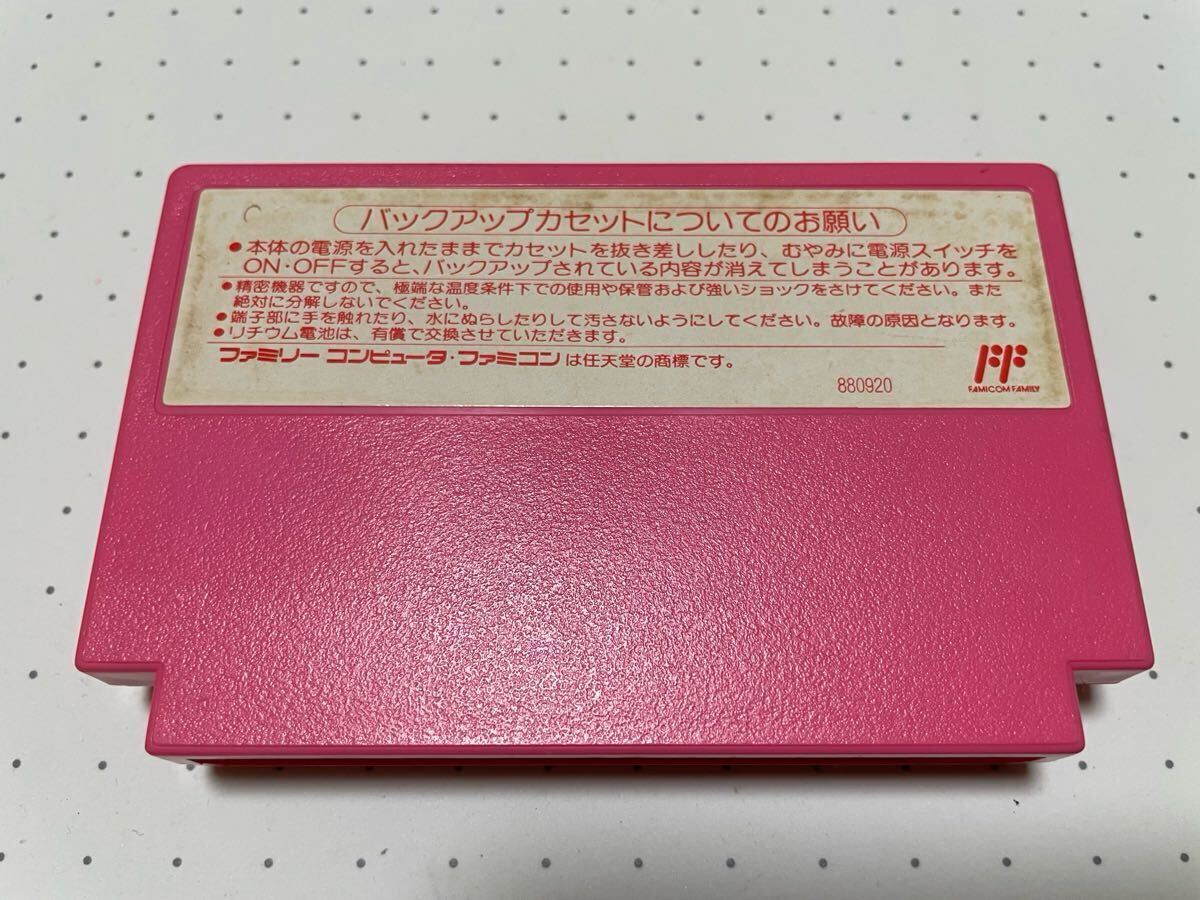 バックアップカセットについてのお願い
●本体の電源を入れたままでカセットを抜き差ししたり、むやみに電源スイッチを
ON・OFFすると、バックアップされている内容が消えてしまうことがあります。
●精密機器ですので、極端な温度条件下での使用や保管および強いショックをさけてください。また
絶対に分解しないでください。
●端子部に手を触れたり、水にぬらしたりして汚さないようにしてください。故障の原因となります。
●リチウム電池は、有償で交換させていただきます。
ファミリー コンピュータ・ファミコンは任天堂の商標です。
880920
FAMICOM FAMILY